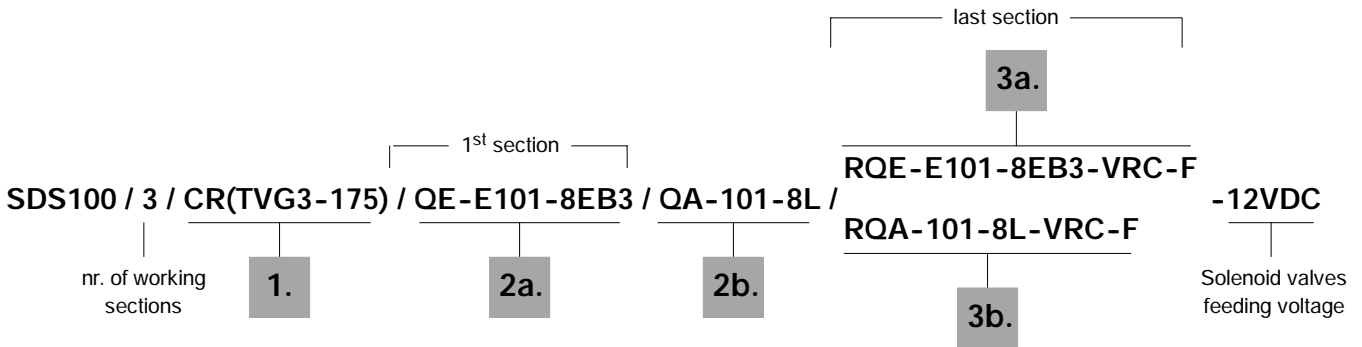 last section
3a.
1st section
RQE-E101-8EB3-VRC-F
SDS100 / 3 / CR(TVG3-175) / QE-E101-8EB3 / QA-101-8L / -12VDC
RQA-101-8L-VRC-F
nr. of working
sections
1.
2a.
2b.
3b.
Solenoid valves
feeding voltage